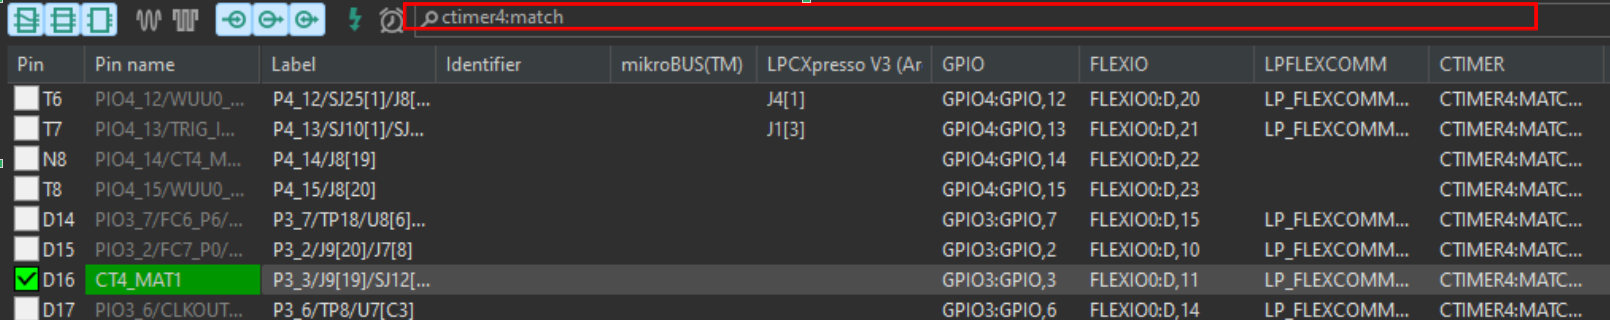 ctimer4:match
Pin Pin name Label Identifier mikroBUS(TM) LPCXpresso V3 (Ar GPIO FLEXIO LPFLEXCOMM CTIMER
T6 PIO4_12/WUU0_... P4_12/SJ25[1]/J8[... J4[1] GPIO4:GPIO,12 FLEXIO0:D,20 LP_FLEXCOMM... CTIMER4:MATC...
T7 PIO4_13/TRIG_I... P4_13/SJ10[1]/SJ... J1[3] GPIO4:GPIO,13 FLEXIO0:D,21 LP_FLEXCOMM... CTIMER4:MATC...
N8 PIO4_14/CT4_M... P4_14/J8[19] GPIO4:GPIO,14 FLEXIO0:D,22 CTIMER4:MATC...
T8 PIO4_15/WUU0_... P4_15/J8[20] GPIO4:GPIO,15 FLEXIO0:D,23 CTIMER4:MATC...
D14 PIO3_7/FC6_P6/... P3_7/TP18/U8[6]... GPIO3:GPIO,7 FLEXIO0:D,15 LP_FLEXCOMM... CTIMER4:MATC...
D15 PIO3_2/FC7_P0/... P3_2/J9[20]/J7[8] GPIO3:GPIO,2 FLEXIO0:D,10 LP_FLEXCOMM... CTIMER4:MATC...
D16 CT4_MAT1 P3_3/J9[19]/SJ12[... GPIO3:GPIO,3 FLEXIO0:D,11 LP_FLEXCOMM... CTIMER4:MATC...
D17 PIO3_6/CLKOUT... P3_6/TP8/U7[C3] GPIO3:GPIO,6 FLEXIO0:D,14 LP_FLEXCOMM... CTIMER4:MATC...